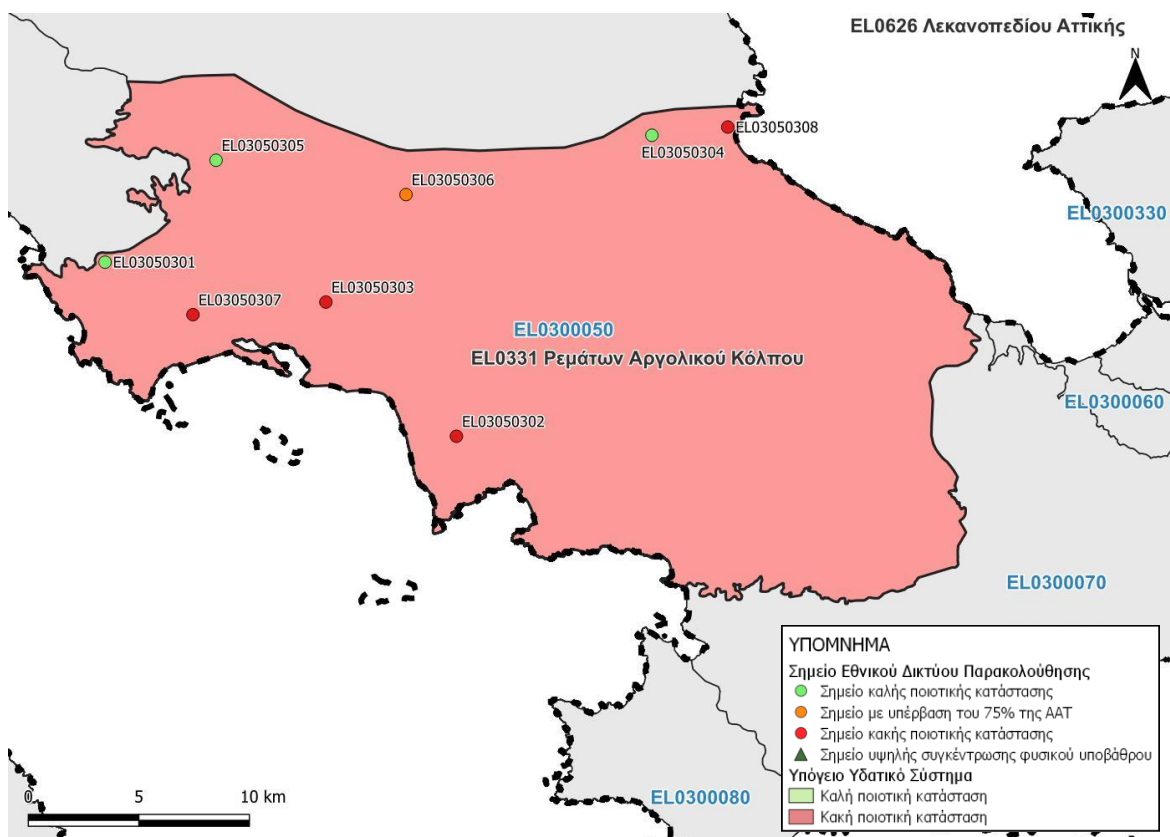 EL0626 Λεκανοπεδίου Αττικής
N
EL03050308
EL03050304
EL03050305
EL03050306
EL0300330
EL03050301
EL03050303
EL03050307
EL0300050
EL0331 Ρεμάτων Αργολικού Κόλπου
EL0300060
EL03050302
EL0300070
ΥΠΟΜΝΗΜΑ
Σημείο Εθνικού Δικτύου Παρακολούθησης
Σημείο καλής ποιοτικής κατάστασης
Σημείο με υπέρβαση του 75% της ΑΑΤ
Σημείο κακής ποιοτικής κατάστασης
Σημείο υψηλής συγκέντρωσης φυσικού υποβάθρου
Υπόγειο Υδατικό Σύστημα
Καλή ποιοτική κατάσταση
Κακή ποιοτική κατάσταση
0 5 10 km
EL0300080